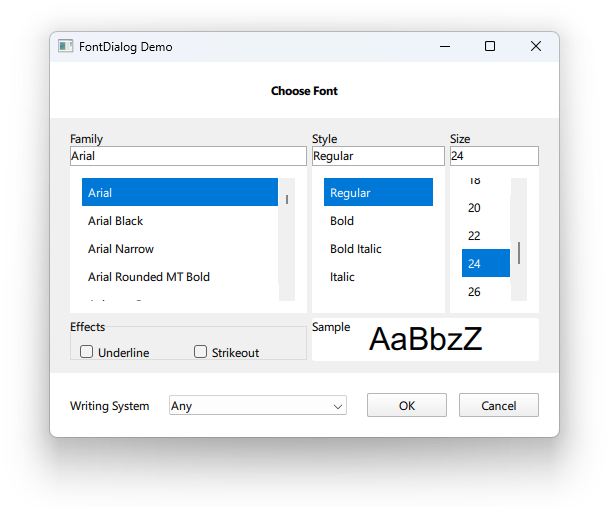 FontDialog Demo
Choose Font
Family Style Size
Arial Regular 24
Arial Regular 18
Arial Black Bold 20
Arial Narrow Bold Italic 22
Arial Rounded MT Bold Italic 24
26
Effects Sample
Underline Strikeout AaBbzZ
Writing System Any OK Cancel